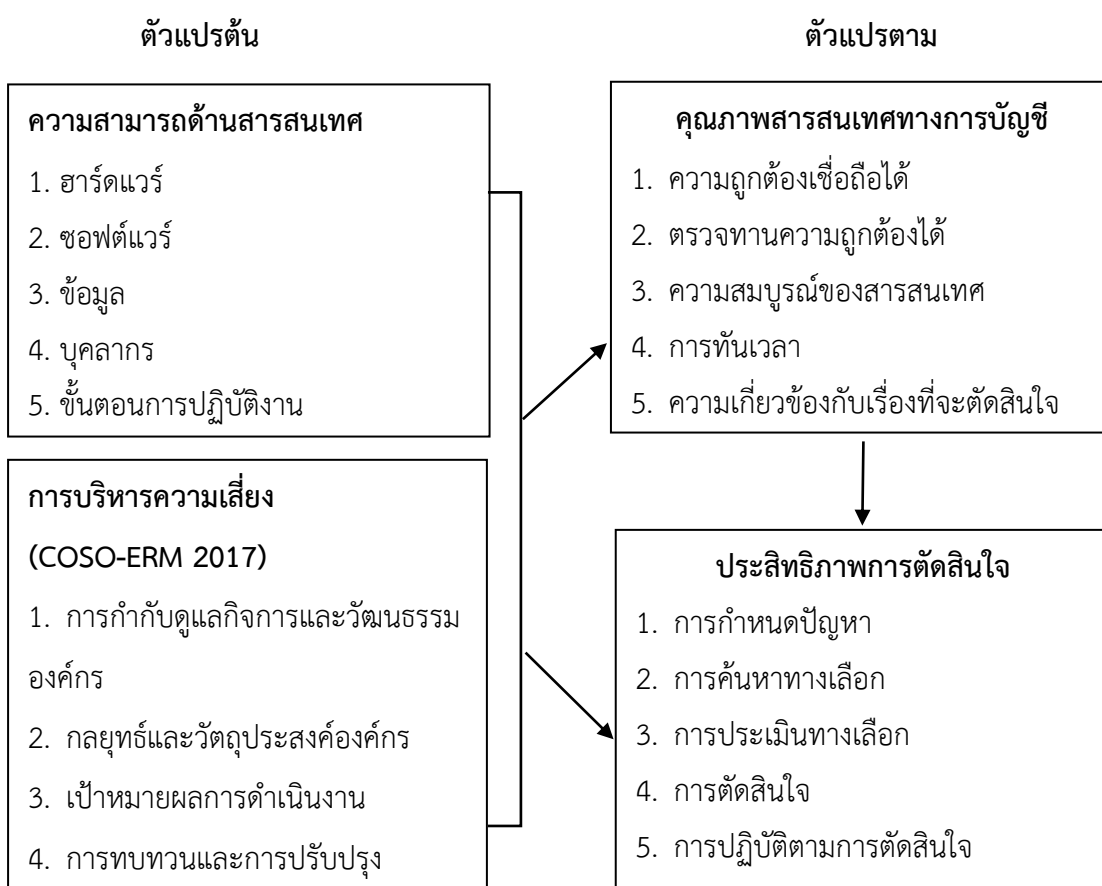 ตัวแปรต้น
ความสามารถด้านสารสนเทศ
1. ฮาร์ดแวร์
2. ซอฟต์แวร์
3. ข้อมูล
4. บุคลากร
5. ขั้นตอนการปฏิบัติงาน
การบริหารความเสี่ยง
(COSO-ERM 2017)
1. การกำกับดูแลกิจการและวัฒนธรรม
องค์กร
2. กลยุทธ์และวัตถุประสงค์องค์กร
3. เป้าหมายผลการดำเนินงาน
4. การทบทวนและการปรับปรุง
ตัวแปรตาม
คุณภาพสารสนเทศทางการบัญชี
1. ความถูกต้องเชื่อถือได้
2. ตรวจทานความถูกต้องได้
3. ความสมบูรณ์ของสารสนเทศ
4. การทันเวลา
5. ความเกี่ยวข้องกับเรื่องที่จะตัดสินใจ
ประสิทธิภาพการตัดสินใจ
1. การกำหนดปัญหา
2. การค้นหาทางเลือก
3. การประเมินทางเลือก
4. การตัดสินใจ
5. การปฏิบัติตามการตัดสินใจ